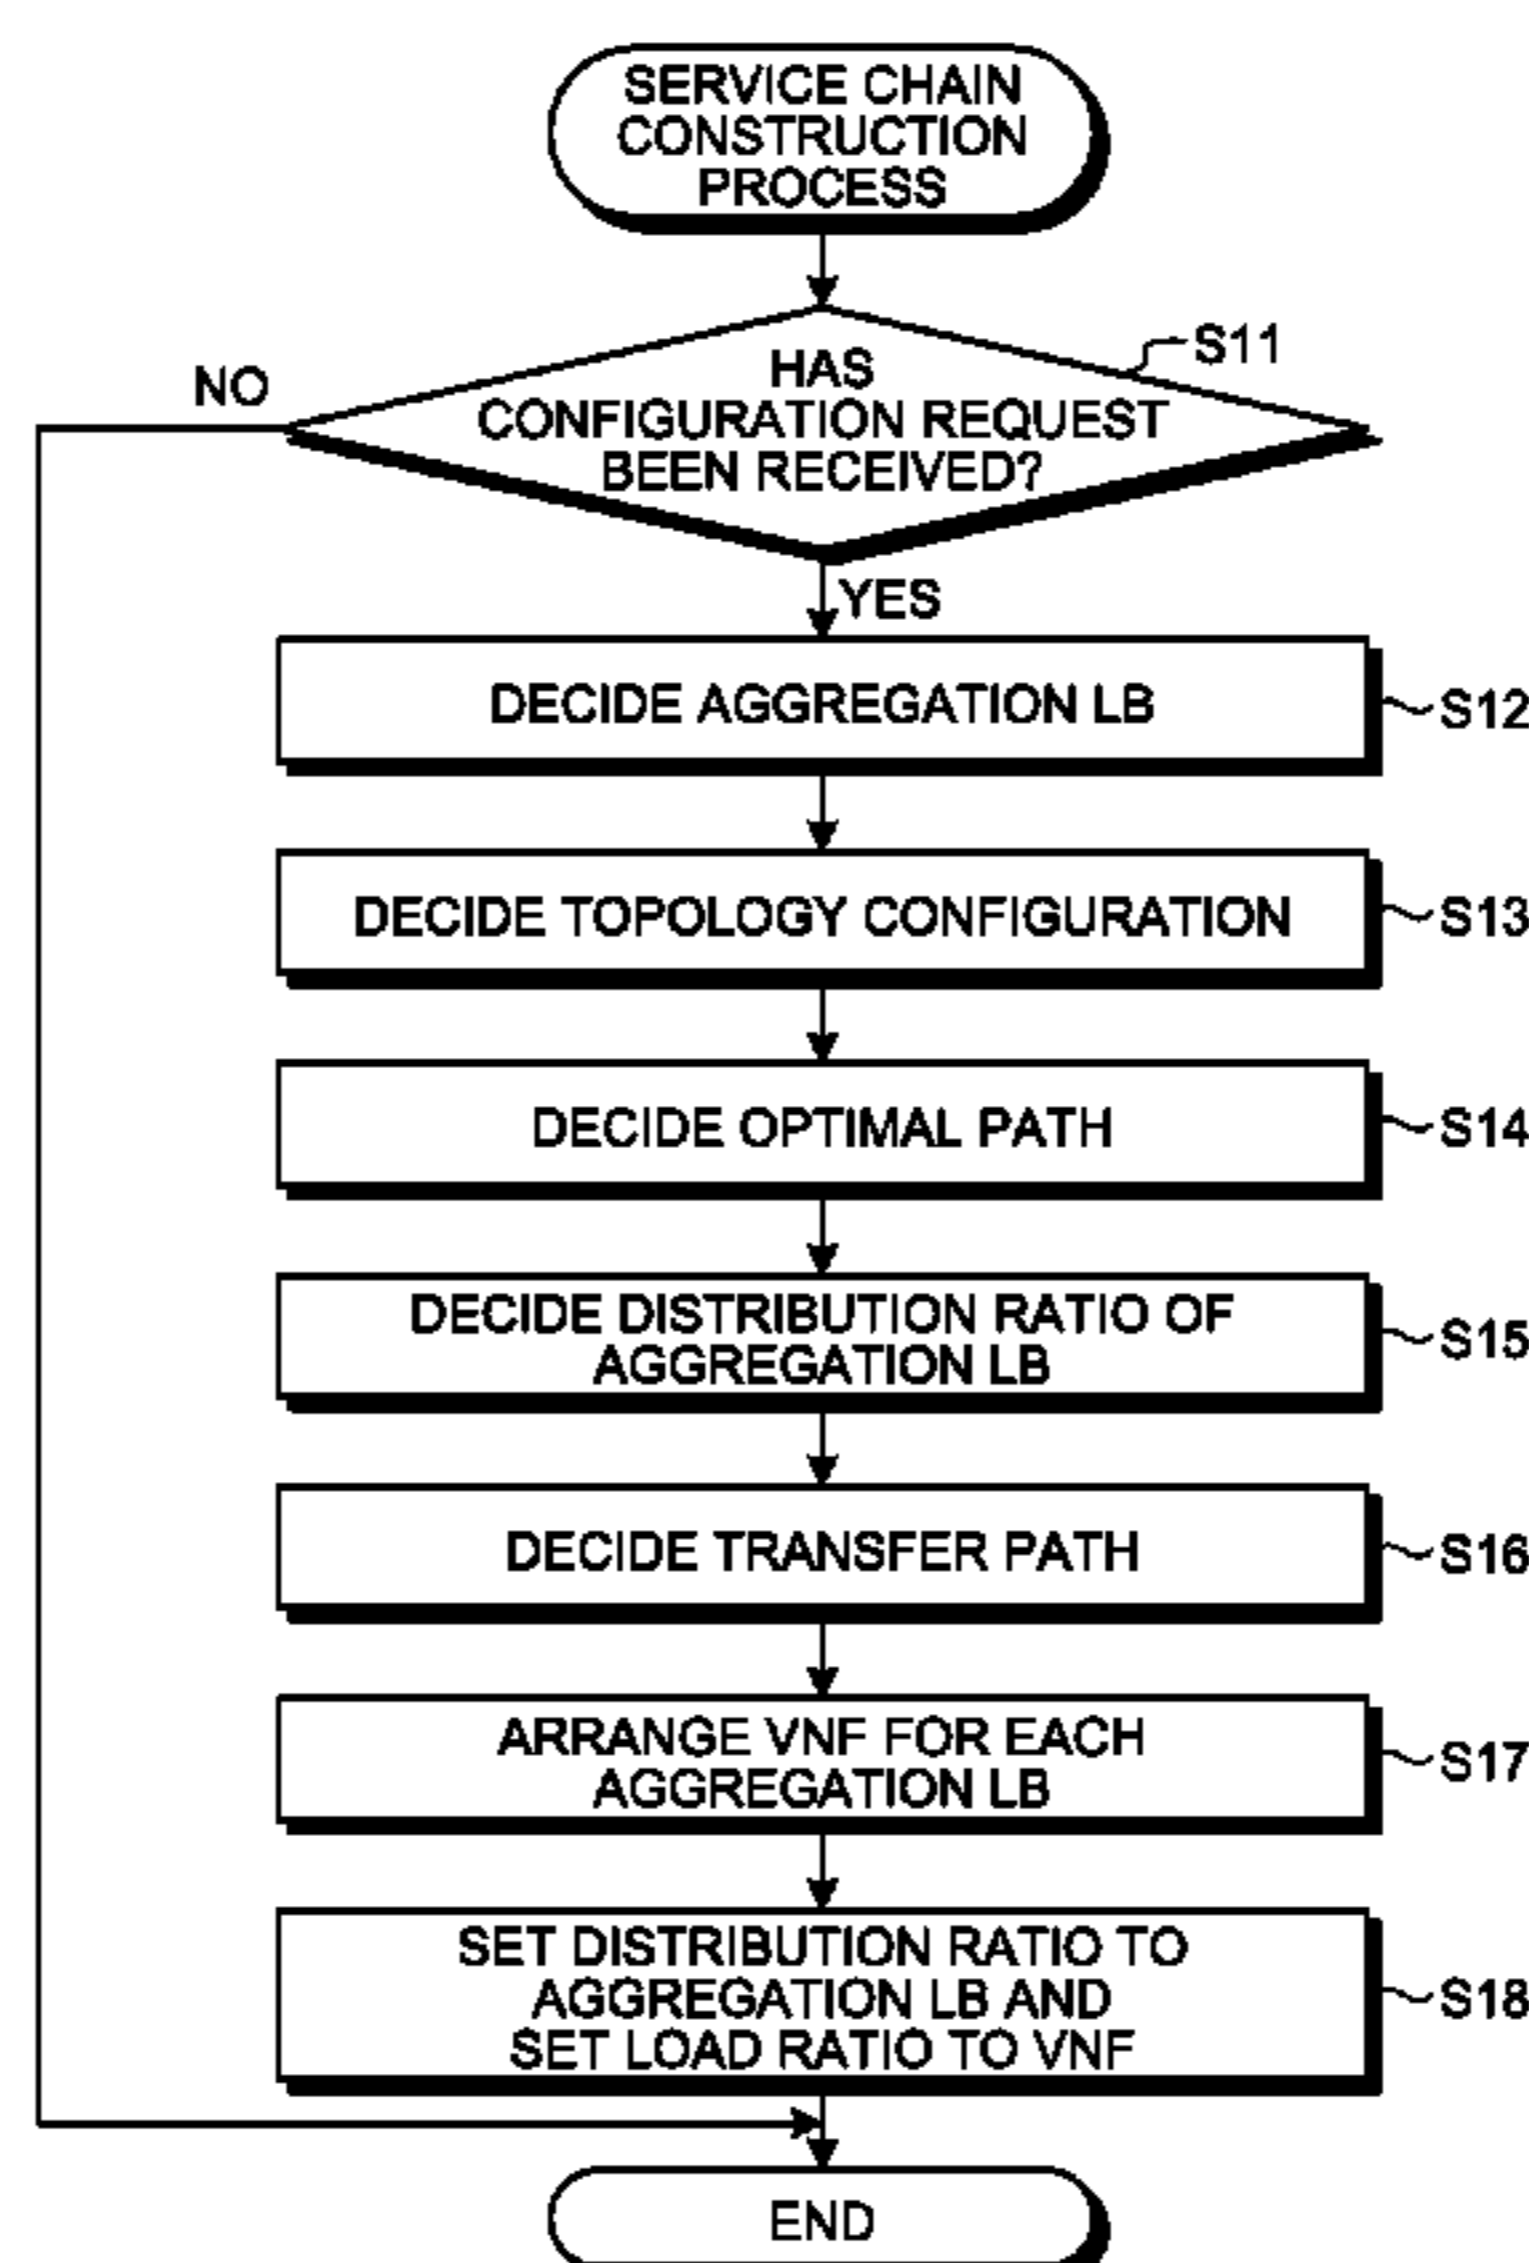 SERVICE CHAIN
CONSTRUCTION
PROCESS
S11
NO
HAS
CONFIGURATION REQUEST
BEEN RECEIVED?
YES
DECIDE AGGREGATION LB
S12
DECIDE TOPOLOGY CONFIGURATION
S13
DECIDE OPTIMAL PATH
S14
DECIDE DISTRIBUTION RATIO OF
AGGREGATION LB
S15
DECIDE TRANSFER PATH
S16
ARRANGE VNF FOR EACH
AGGREGATION LB
S17
SET DISTRIBUTION RATIO TO
AGGREGATION LB AND
SET LOAD RATIO TO VNF
S18
END